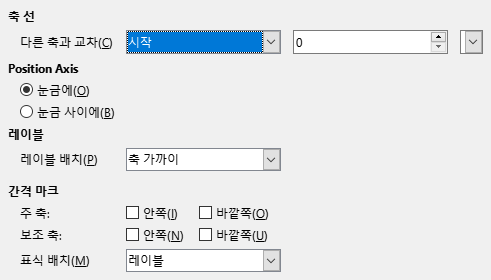 축 선
다른 축과 교차(C) 시작 0
Position Axis
눈금에(O)
눈금 사이에(B)
레이블
레이블 배치(P) 축 가까이
간격 마크
주 축: 안쪽(I) 바깥쪽(O)
보조 축: 안쪽(N) 바깥쪽(U)
표식 배치(M) 레이블